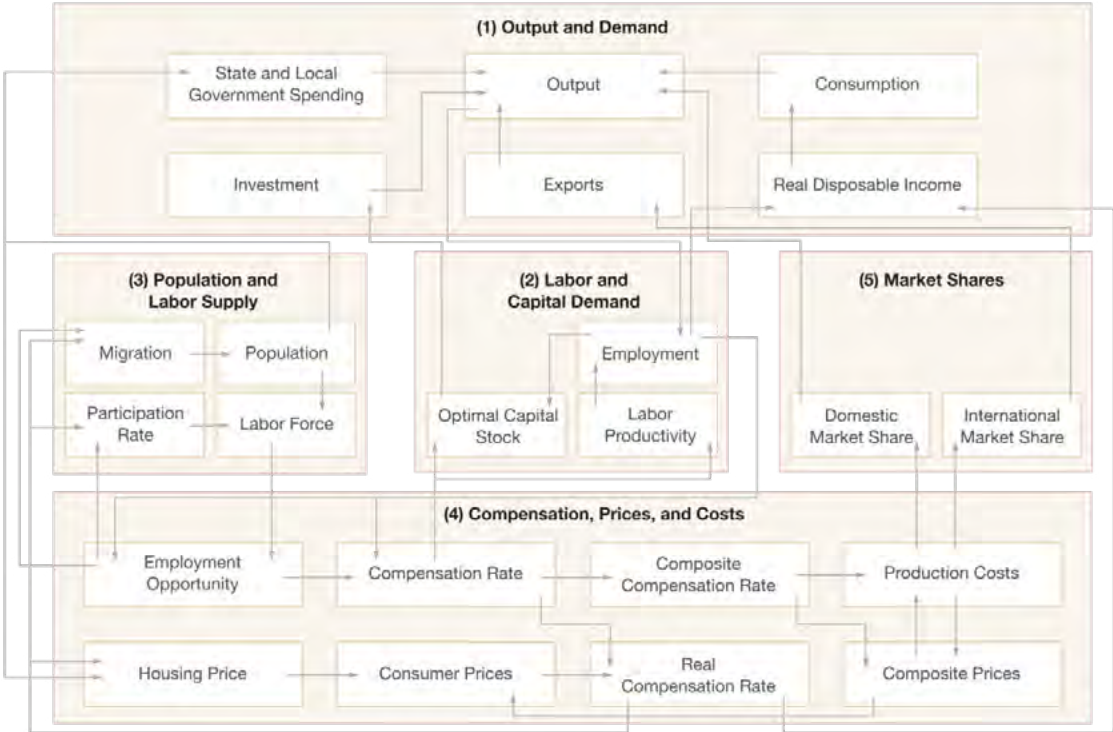 (1) Output and Demand
State and Local
Government Spending
Output
Consumption
Investment
Exports
Real Disposable Income
(3) Population and
Labor Supply
Migration
Population
Participation
Rate
Labor Force
(2) Labor and
Capital Demand
Employment
Optimal Capital
Stock
Labor
Productivity
(5) Market Shares
Domestic
Market Share
International
Market Share
(4) Compensation, Prices, and Costs
Employment
Opportunity
Compensation Rate
Composite
Compensation Rate
Production Costs
Housing Price
Consumer Prices
Real
Compensation Rate
Composite Prices